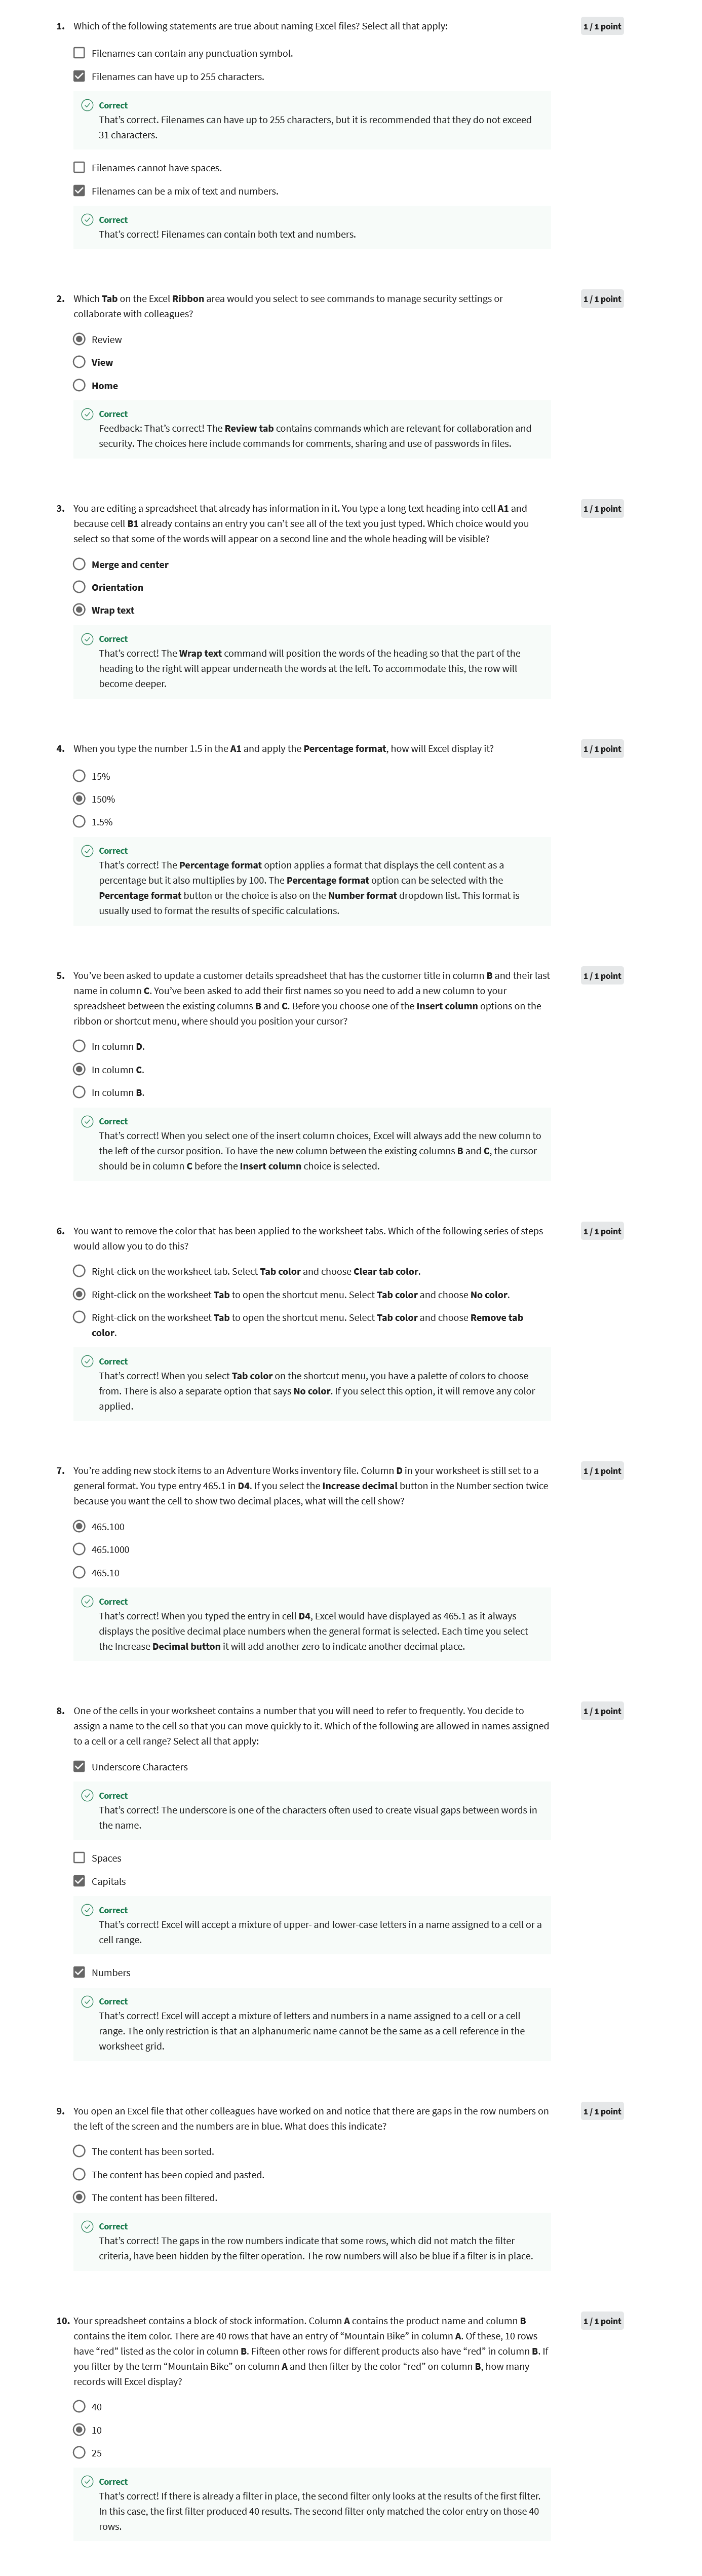 1. Which of the following statements are true about naming Excel files? Select all that apply:
1 / 1 point
Filenames can contain any punctuation symbol.
Filenames can have up to 255 characters.
Correct
That's correct. Filenames can have up to 255 characters, but it is recommended that they do not exceed
31 characters.
Filenames cannot have spaces.
Filenames can be a mix of text and numbers.
Correct
That's correct! Filenames can contain both text and numbers.
2. Which Tab on the Excel Ribbon area would you select to see commands to manage security settings or
collaborate with colleagues?
1 / 1 point
Review
View
Home
Correct
Feedback: That's correct! The Review tab contains commands which are relevant for collaboration and
security. The choices here include commands for comments, sharing and use of passwords in files.
3. You are editing a spreadsheet that already has information in it. You type a long text heading into cell A1 and
because cell B1 already contains an entry you can't see all of the text you just typed. Which choice would you
select so that some of the words will appear on a second line and the whole heading will be visible?
1 / 1 point
Merge and center
Orientation
Wrap text
Correct
That's correct! The Wrap text command will position the words of the heading so that the part of the
heading to the right will appear underneath the words at the left. To accommodate this, the row will
become deeper.
4. When you type the number 1.5 in the A1 and apply the Percentage format, how will Excel display it?
1 / 1 point
15%
150%
1.5%
Correct
That's correct! The Percentage format option applies a format that displays the cell content as a
percentage but it also multiplies by 100. The Percentage format option can be selected with the
Percentage format button or the choice is also on the Number format dropdown list. This format is
usually used to format the results of specific calculations.
5. You've been asked to update a customer details spreadsheet that has the customer title in column B and their last
name in column C. You've been asked to add their first names so you need to add a new column to your
spreadsheet between the existing columns B and C. Before you choose one of the Insert column options on the
ribbon or shortcut menu, where should you position your cursor?
1 / 1 point
In column D.
In column C.
In column B.
Correct
That's correct! When you select one of the insert column choices, Excel will always add the new column to
the left of the cursor position. To have the new column between the existing columns B and C, the cursor
should be in column C before the Insert column choice is selected.
6. You want to remove the color that has been applied to the worksheet tabs. Which of the following series of steps
would allow you to do this?
1 / 1 point
Right-click on the worksheet tab. Select Tab color and choose Clear tab color.
Right-click on the worksheet Tab to open the shortcut menu. Select Tab color and choose No color.
Right-click on the worksheet Tab to open the shortcut menu. Select Tab color and choose Remove tab
color.
Correct
That's correct! When you select Tab color on the shortcut menu, you have a palette of colors to choose
from. There is also a separate option that says No color. If you select this option, it will remove any color
applied.
7. You're adding new stock items to an Adventure Works inventory file. Column D in your worksheet is still set to a
general format. You type entry 465.1 in D4. If you select the Increase decimal button in the Number section twice
because you want the cell to show two decimal places, what will the cell show?
1 / 1 point
465.100
465.1000
465.10
Correct
That's correct! When you typed the entry in cell D4, Excel would have displayed as 465.1 as it always
displays the positive decimal place numbers when the general format is selected. Each time you select
the Increase Decimal button it will add another zero to indicate another decimal place.
8. One of the cells in your worksheet contains a number that you will need to refer to frequently. You decide to
assign a name to the cell so that you can move quickly to it. Which of the following are allowed in names assigned
to a cell or a cell range? Select all that apply:
1 / 1 point
Underscore Characters
Correct
That's correct! The underscore is one of the characters often used to create visual gaps between words in
the name.
Spaces
Capitals
Correct
That's correct! Excel will accept a mixture of upper- and lower-case letters in a name assigned to a cell or a
cell range.
Numbers
Correct
That's correct! Excel will accept a mixture of letters and numbers in a name assigned to a cell or a cell
range. The only restriction is that an alphanumeric name cannot be the same as a cell reference in the
worksheet grid.
9. You open an Excel file that other colleagues have worked on and notice that there are gaps in the row numbers on
the left of the screen and the numbers are in blue. What does this indicate?
1 / 1 point
The content has been sorted.
The content has been copied and pasted.
The content has been filtered.
Correct
That's correct! The gaps in the row numbers indicate that some rows, which did not match the filter
criteria, have been hidden by the filter operation. The row numbers will also be blue if a filter is in place.
10. Your spreadsheet contains a block of stock information. Column A contains the product name and column B
contains the item color. There are 40 rows that have an entry of “Mountain Bike” in column A. Of these, 10 rows
have “red” listed as the color in column B. Fifteen other rows for different products also have “red” in column B. If
you filter by the term “Mountain Bike” on column A and then filter by the color “red” on column B, how many
records will Excel display?
1 / 1 point
40
10
25
Correct
That's correct! If there is already a filter in place, the second filter only looks at the results of the first filter.
In this case, the first filter produced 40 results. The second filter only matched the color entry on those 40
rows.